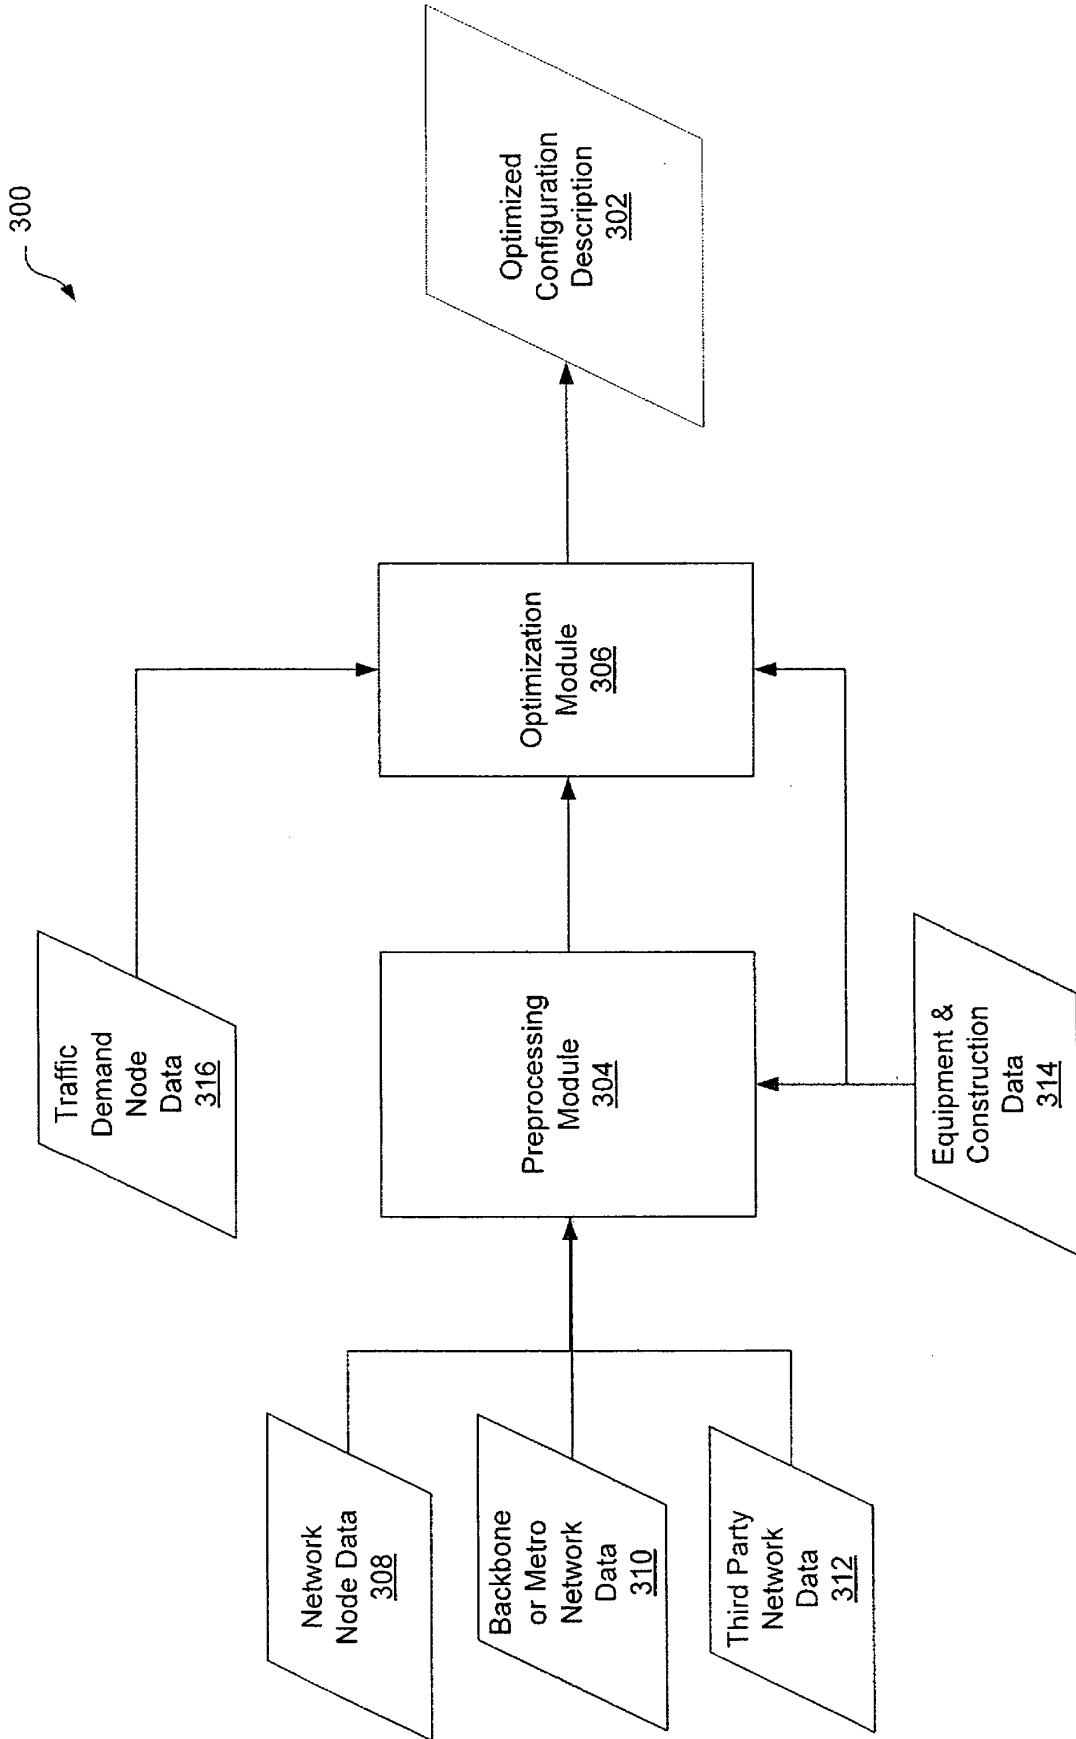 300
Traffic
Demand
Node
Data
316
Network
Node Data
308
Backbone
or Metro
Network
Data
310
Third Party
Network
Data
312
Preprocessing
Module
304
Optimization
Module
306
Optimized
Configuration
Description
302
Equipment &
Construction
Data
314